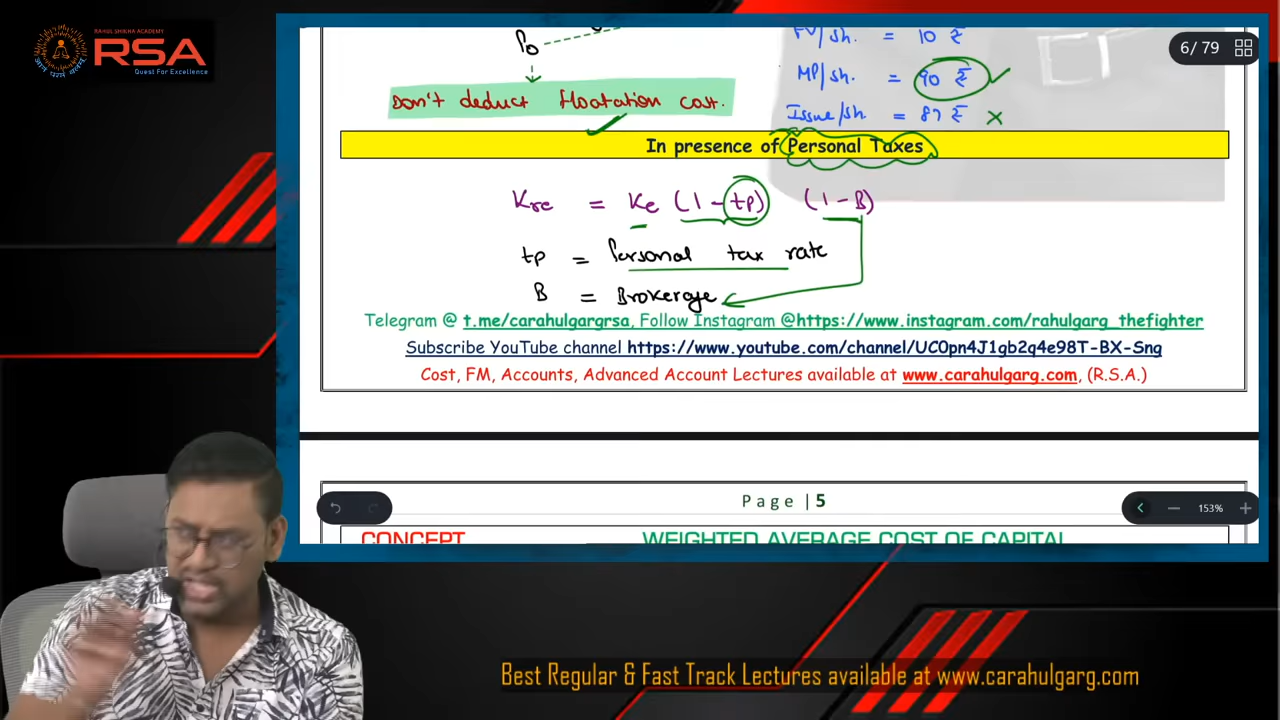 RAHUL SHIKHA ACADEMY
RSA
Quest For Excellence
6 / 79
P0
FV/sh. = 10 ₹
MP/sh. = 90 ₹
Issue/sh. = 87 ₹ ×
Don't deduct floatation cost.
In presence of Personal Taxes
Kre = Ke (1-tp) (1-B)
tp = Personal tax rate
B = Brokerage
Telegram @ t.me/carahulgargrsa, Follow Instagram @https://www.instagram.com/rahulgarg_thefighter
Subscribe YouTube channel https://www.youtube.com/channel/UC0pn4J1gb2q4e98T-BX-Sng
Cost, FM, Accounts, Advanced Account Lectures available at www.carahulgarg.com, (R.S.A.)
Page | 5
153%
CONCEPT WEIGHTED AVERAGE COST OF CAPITAL
Best Regular & Fast Track Lectures available at www.carahulgarg.com